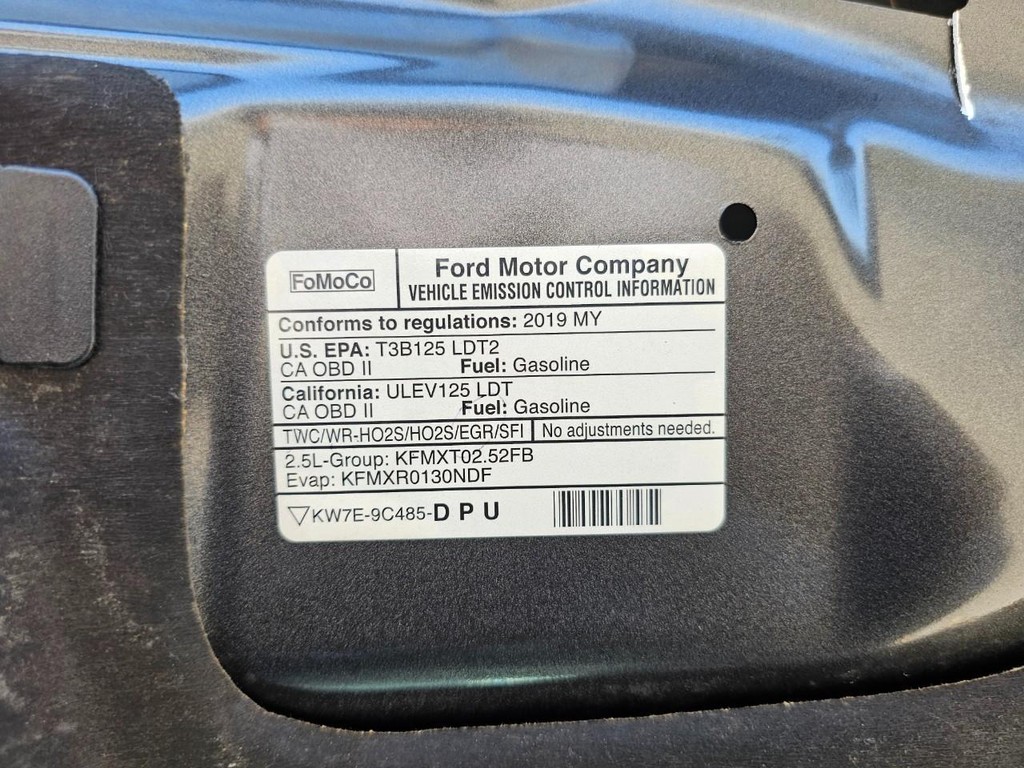 FoMoCo
Ford Motor Company
VEHICLE EMISSION CONTROL INFORMATION
Conforms to regulations: 2019 MY
U.S. EPA: T3B125 LDT2
CA OBD II Fuel: Gasoline
California: ULEV125 LDT
CA OBD II Fuel: Gasoline
TWC/WR-HO2S/HO2S/EGR/SFI No adjustments needed.
2.5L-Group: KFMXT02.52FB
Evap: KFMXR0130NDF
KW7E-9C485-D P U